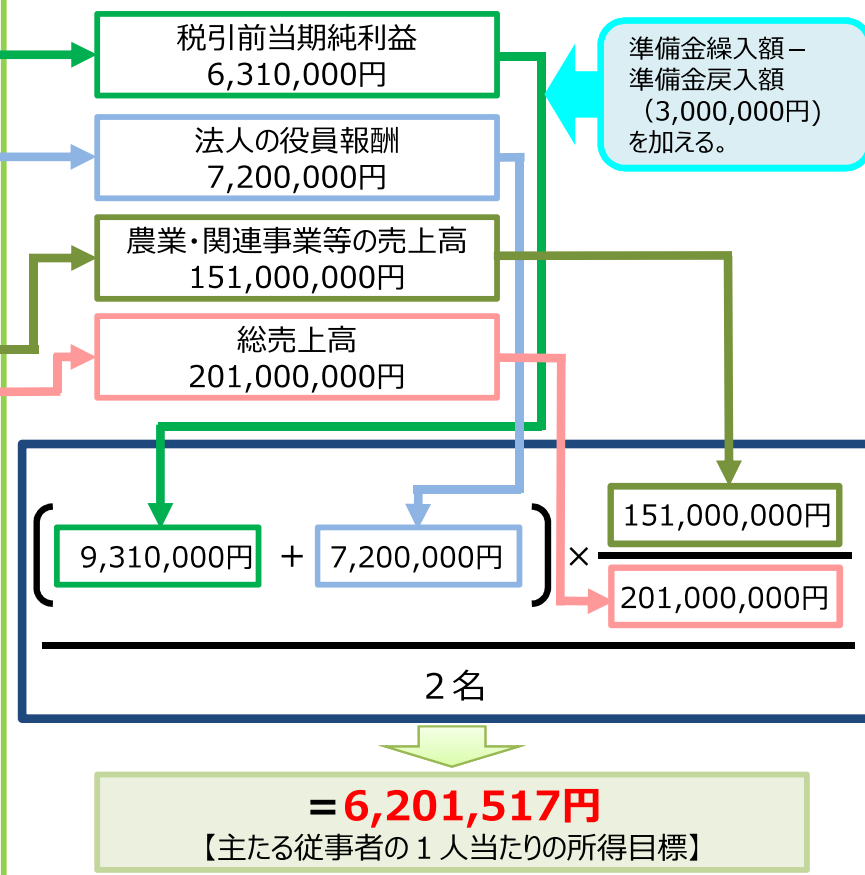 税引前当期純利益
6,310,000円
準備金繰入額－
準備金戻入額
（3,000,000円)
を加える。
法人の役員報酬
7,200,000円
農業・関連事業等の売上高
151,000,000円
総売上高
201,000,000円
9,310,000円 + 7,200,000円 × 151,000,000円
201,000,000円
２名
=6,201,517円
【主たる従事者の１人当たりの所得目標】